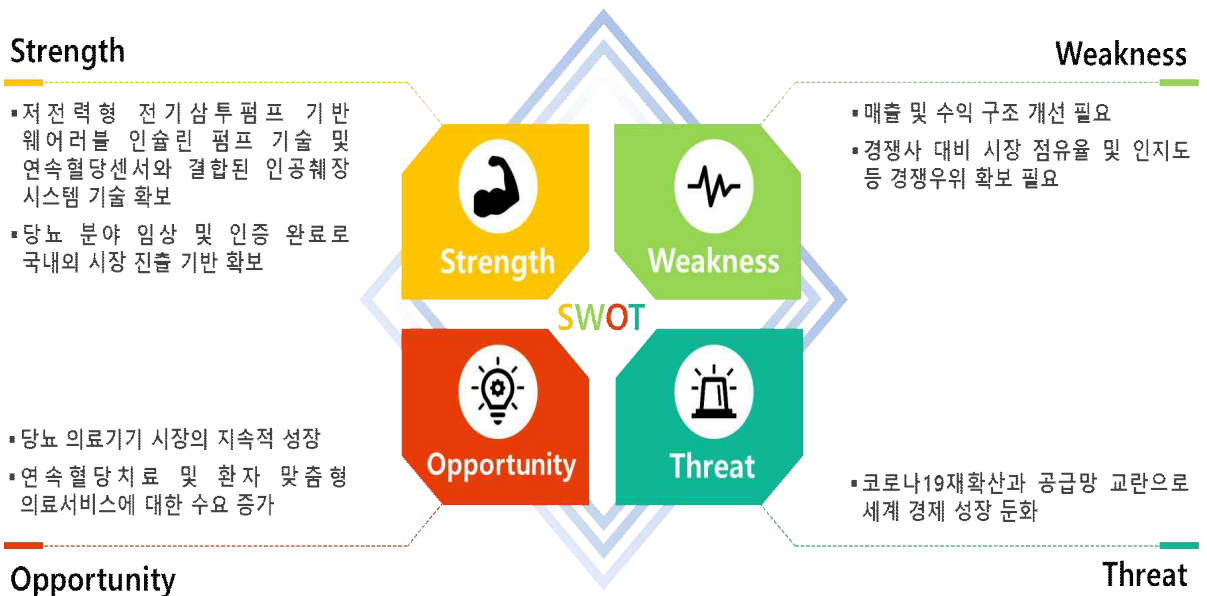 Strength
▪저전력형 전기삼투펌프 기반
웨어러블 인슐린 펌프 기술 및
연속혈당센서와 결합된 인공췌장
시스템 기술 확보
▪당뇨 분야 임상 및 인증 완료로
국내외 시장 진출 기반 확보
Weakness
▪매출 및 수익 구조 개선 필요
▪경쟁사 대비 시장 점유율 및 인지도
등 경쟁우위 확보 필요
Strength
Weakness
SWOT
Opportunity
Threat
▪당뇨 의료기기 시장의 지속적 성장
▪연속혈당치료 및 환자 맞춤형
의료서비스에 대한 수요 증가
Opportunity
▪코로나19재확산과 공급망 교란으로
세계 경제 성장 둔화
Threat